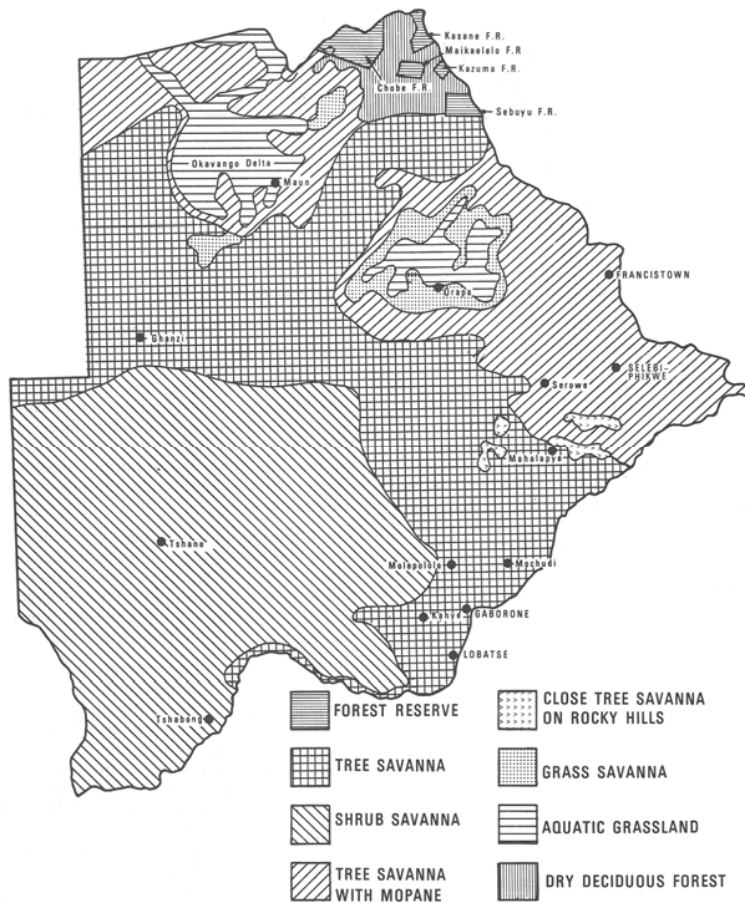 Kasane F.R.
Maikaelelo F.R
Kazuma F.R.
Chobe F.R.
Sebuyu F.R.
Okavango Delta
Maun
FRANCISTOWN
Orapa
Ghanzi
SELEBI-
PHIKWE
Serowe
Mahalapye
Tshane
Molepolole
Mochudi
Kanye
GABORONE
LOBATSE
Tshabong
FOREST RESERVE
TREE SAVANNA
SHRUB SAVANNA
TREE SAVANNA
WITH MOPANE
CLOSE TREE SAVANNA
ON ROCKY HILLS
GRASS SAVANNA
AQUATIC GRASSLAND
DRY DECIDUOUS FOREST